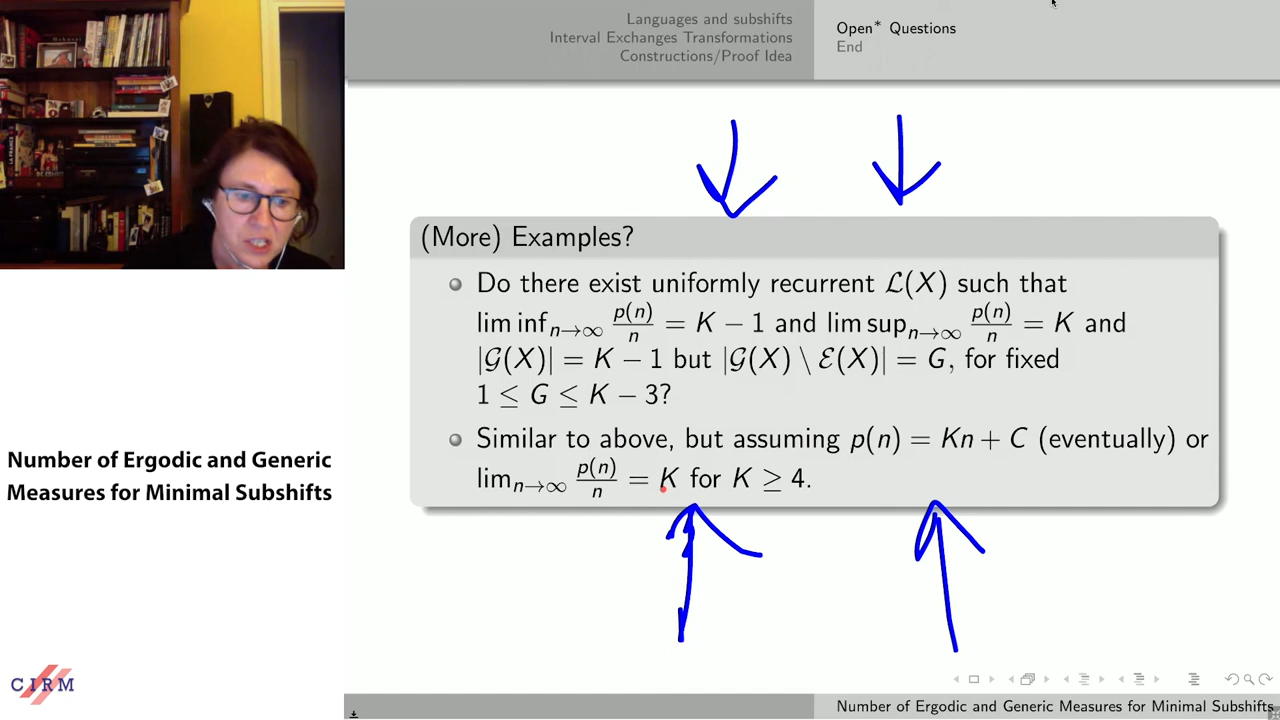 Languages and subshifts
Interval Exchanges Transformations
Constructions/Proof Idea
Open* Questions
End
(More) Examples?
Do there exist uniformly recurrent ℒ(X) such that
lim inf_{n→∞} p(n)/n = K − 1 and lim sup_{n→∞} p(n)/n = K and
|𝒢(X)| = K − 1 but |𝒢(X) \ ℰ(X)| = G, for fixed
1 ≤ G ≤ K − 3?
Similar to above, but assuming p(n) = Kn + C (eventually) or
lim_{n→∞} p(n)/n = K for K ≥ 4.
Number of Ergodic and Generic
Measures for Minimal Subshifts
CIRM
Number of Ergodic and Generic Measures for Minimal Subshifts